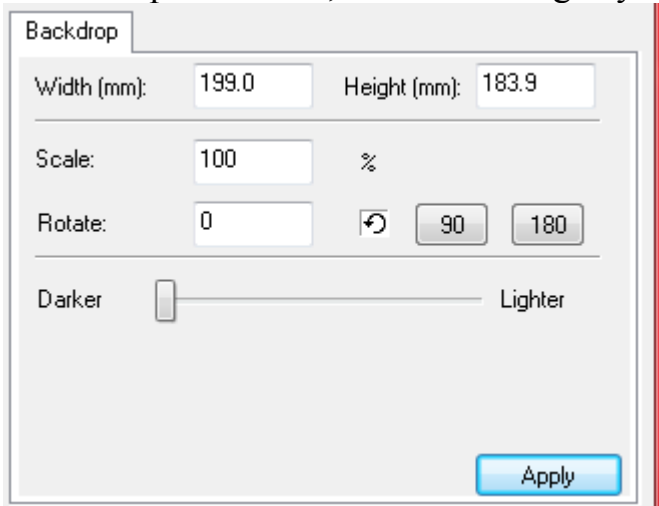 Backdrop
Width (mm): 199.0 Height (mm): 183.9
Scale: 100 %
Rotate: 0 90 180
Darker Lighter
Apply